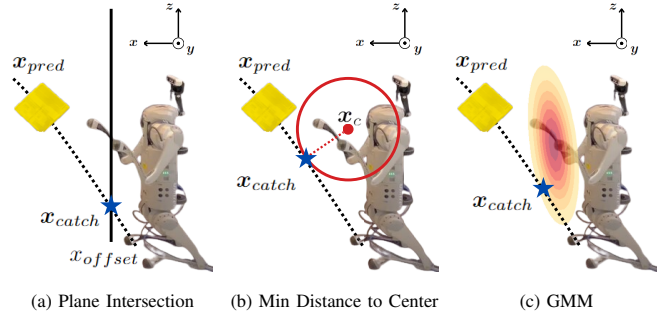 z
x
y
x_pred
x_catch
x_offset
(a) Plane Intersection
z
x
y
x_pred
x_c
x_catch
(b) Min Distance to Center
z
x
y
x_pred
x_catch
(c) GMM